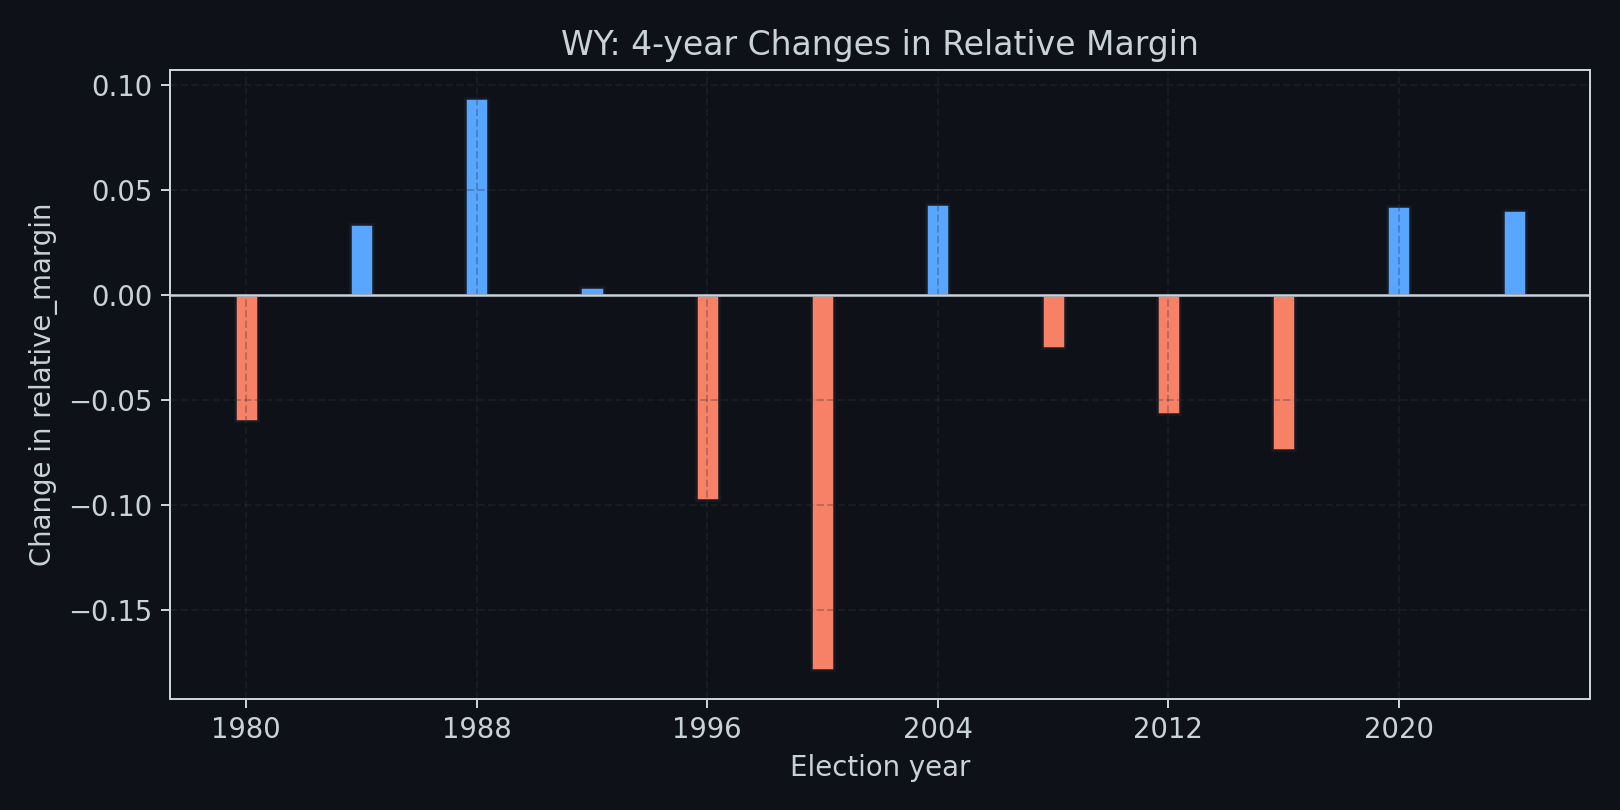 WY: 4-year Changes in Relative Margin
Change in relative_margin
0.10
0.05
0.00
−0.05
−0.10
−0.15
1980 1988 1996 2004 2012 2020
Election year